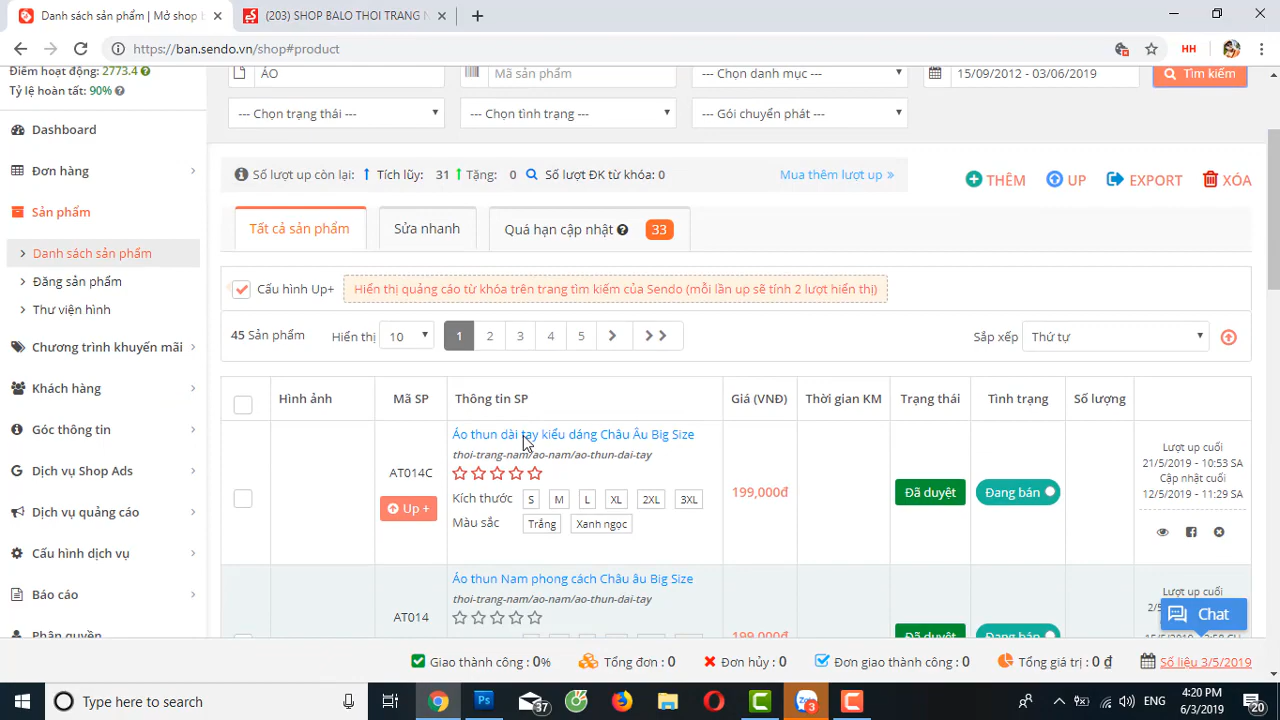 Danh sách sản phẩm | Mở shop b
(203) SHOP BALO THOI TRANG N
https://ban.sendo.vn/shop#product
HH
Điểm hoạt động: 2773.4
Tỷ lệ hoàn tất: 90%
ÁO
Mã sản phẩm
--- Chọn danh mục ---
15/09/2012 - 03/06/2019
Tìm kiếm
--- Chọn trạng thái ---
--- Chọn tình trạng ---
--- Gói chuyển phát ---
Dashboard
Đơn hàng
Sản phẩm
Danh sách sản phẩm
Đăng sản phẩm
Thư viện hình
Chương trình khuyến mãi
Khách hàng
Góc thông tin
Dịch vụ Shop Ads
Dịch vụ quảng cáo
Cấu hình dịch vụ
Báo cáo
Phân quyền
Số lượt up còn lại: Tích lũy: 31 Tặng: 0 Số lượt ĐK từ khóa: 0
Mua thêm lượt up »
THÊM
UP
EXPORT
XÓA
Tất cả sản phẩm
Sửa nhanh
Quá hạn cập nhật 33
Cấu hình Up+
Hiển thị quảng cáo từ khóa trên trang tìm kiếm của Sendo (mỗi lần up sẽ tính 2 lượt hiển thị)
45 Sản phẩm
Hiển thị 10
1 2 3 4 5
Sắp xếp Thứ tự
Hình ảnh
Mã SP
Thông tin SP
Giá (VNĐ)
Thời gian KM
Trạng thái
Tình trạng
Số lượng
AT014C
Up +
Áo thun dài tay kiểu dáng Châu Âu Big Size
thoi-trang-nam/ao-nam/ao-thun-dai-tay
Kích thước S M L XL 2XL 3XL
Màu sắc Trắng Xanh ngọc
199,000đ
Đã duyệt
Đang bán
Lượt up cuối
21/5/2019 - 10:53 SA
Cập nhật cuối
12/5/2019 - 11:29 SA
AT014
Áo thun Nam phong cách Châu âu Big Size
thoi-trang-nam/ao-nam/ao-thun-dai-tay
199,000đ
Đã duyệt
Đang bán
Lượt up cuối
Chat
Giao thành công : 0%
Tổng đơn : 0
Đơn hủy : 0
Đơn giao thành công : 0
Tổng giá trị : 0 đ
Số liệu 3/5/2019
Type here to search
37
3
ENG
4:20 PM
6/3/2019
20